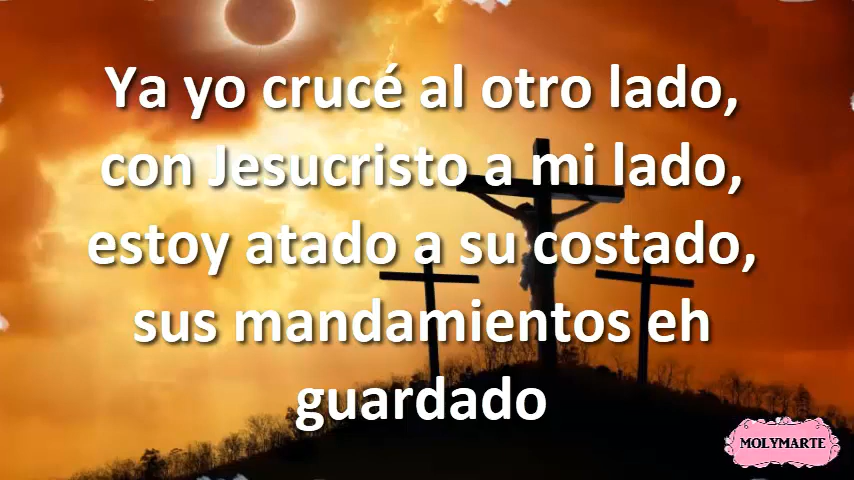 Ya yo crucé al otro lado,
con Jesucristo a mi lado,
estoy atado a su costado,
sus mandamientos eh
guardado
MOLYMARTE